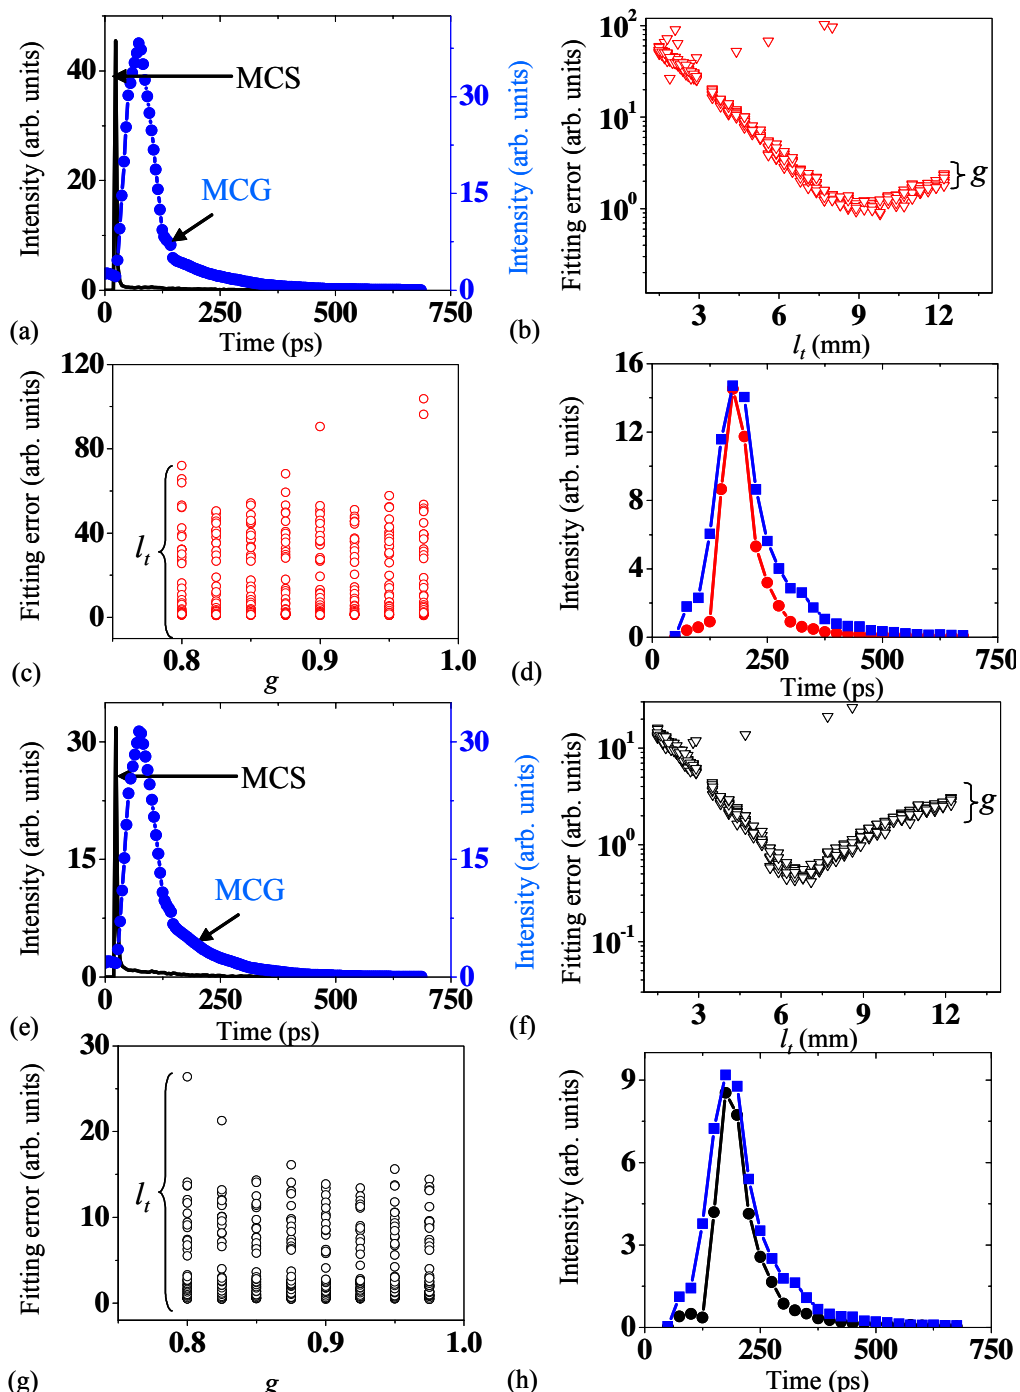 Intensity (arb. units)
40
20
0
MCS
MCG
30
15
0
Intensity (arb. units)
0
250
500
750
Time (ps)
(a)
Fitting error (arb. units)
10²
10¹
10⁰
g
3
6
9
12
lₜ (mm)
(b)
Fitting error (arb. units)
120
80
40
0
lₜ
0.8
0.9
1.0
g
(c)
Intensity (arb. units)
16
12
8
4
0
0
250
500
750
Time (ps)
(d)
Intensity (arb. units)
30
15
0
MCS
MCG
30
15
0
Intensity (arb. units)
0
250
500
750
Time (ps)
(e)
Fitting error (arb. units)
10¹
10⁰
10⁻¹
g
3
6
9
12
lₜ (mm)
(f)
Fitting error (arb. units)
30
20
10
0
lₜ
0.8
0.9
1.0
g
(g)
Intensity (arb. units)
9
6
3
0
0
250
500
750
Time (ps)
(h)